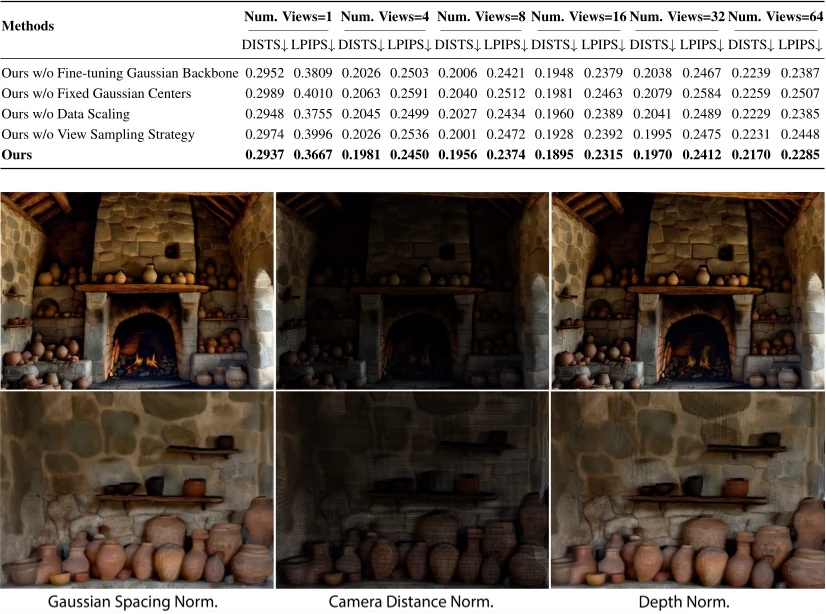 Methods Num. Views=1 Num. Views=4 Num. Views=8 Num. Views=16 Num. Views=32 Num. Views=64
DISTS↓ LPIPS↓ DISTS↓ LPIPS↓ DISTS↓ LPIPS↓ DISTS↓ LPIPS↓ DISTS↓ LPIPS↓ DISTS↓ LPIPS↓
Ours w/o Fine-tuning Gaussian Backbone 0.2952 0.3809 0.2026 0.2503 0.2006 0.2421 0.1948 0.2379 0.2038 0.2467 0.2239 0.2387
Ours w/o Fixed Gaussian Centers 0.2989 0.4010 0.2063 0.2591 0.2040 0.2512 0.1981 0.2463 0.2079 0.2584 0.2259 0.2507
Ours w/o Data Scaling 0.2948 0.3755 0.2045 0.2499 0.2027 0.2434 0.1960 0.2389 0.2041 0.2489 0.2229 0.2385
Ours w/o View Sampling Strategy 0.2974 0.3996 0.2026 0.2536 0.2001 0.2472 0.1928 0.2392 0.1995 0.2475 0.2231 0.2448
Ours 0.2937 0.3667 0.1981 0.2450 0.1956 0.2374 0.1895 0.2315 0.1970 0.2412 0.2170 0.2285
Gaussian Spacing Norm. Camera Distance Norm. Depth Norm.